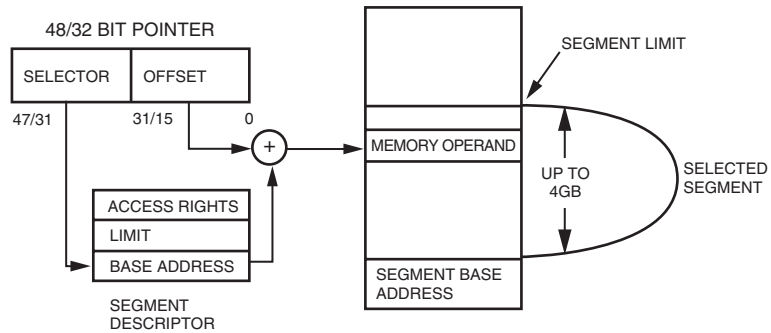 48/32 BIT POINTER
SELECTOR
OFFSET
47/31
31/15
0
+
ACCESS RIGHTS
LIMIT
BASE ADDRESS
SEGMENT
DESCRIPTOR
MEMORY OPERAND
SEGMENT BASE
ADDRESS
SEGMENT LIMIT
UP TO
4GB
SELECTED
SEGMENT